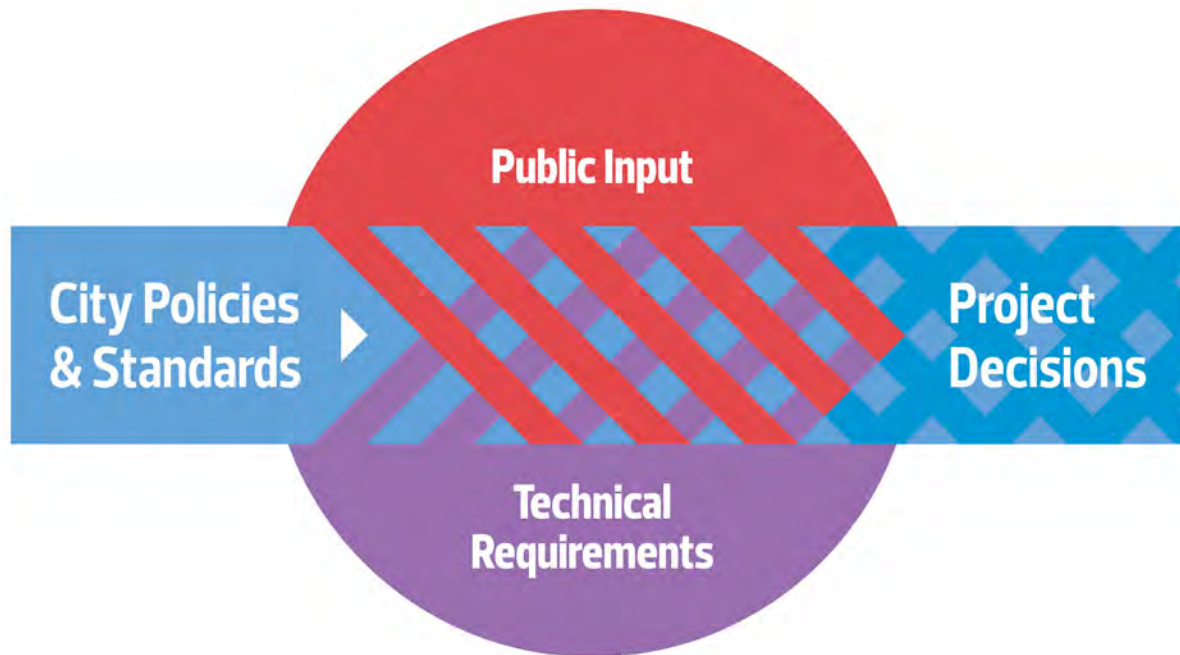 Public Input
City Policies
& Standards
Project
Decisions
Technical
Requirements